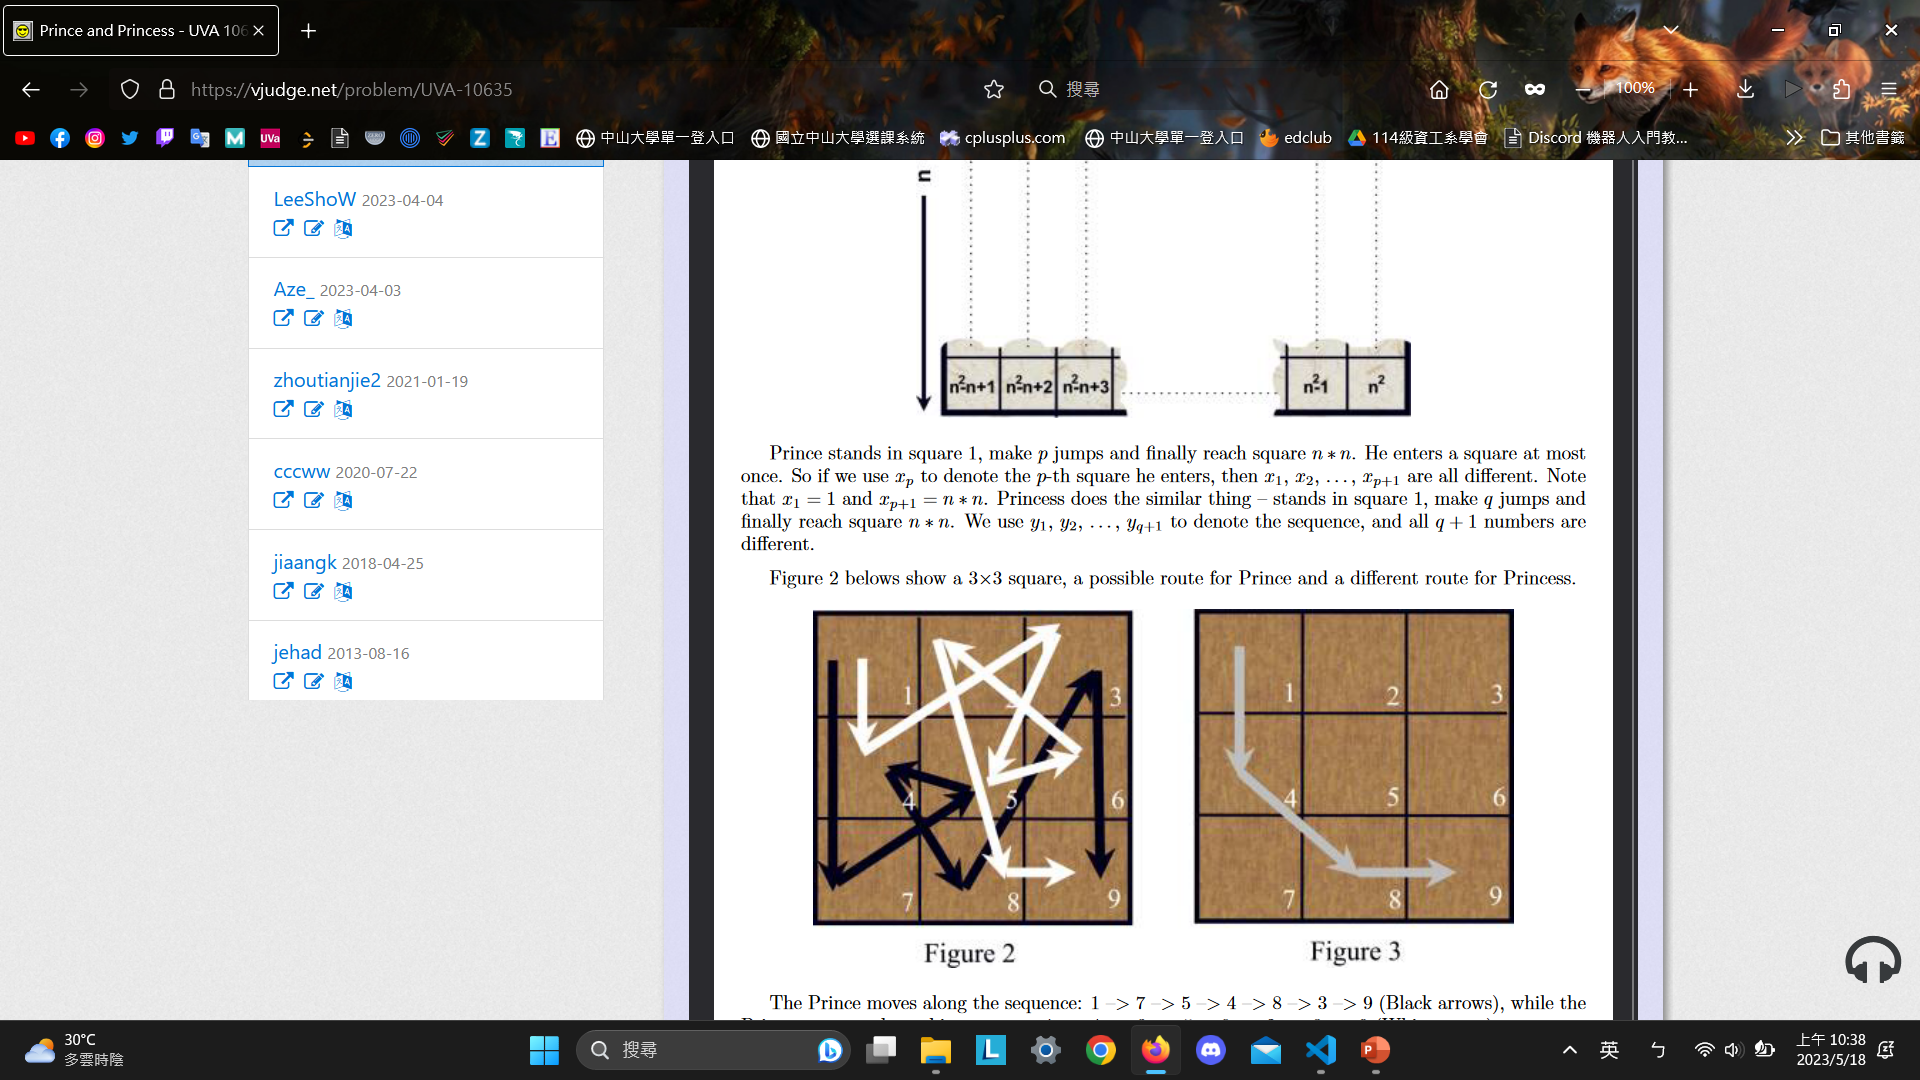 Prince and Princess - UVA 106
https://vjudge.net/problem/UVA-10635
搜尋
100%
UVa
中山大學單一登入口
國立中山大學選課系統
cplusplus.com
中山大學單一登入口
edclub
114級資工系學會
Discord 機器人入門教...
其他書籤
LeeShoW 2023-04-04
Aze_ 2023-04-03
zhoutianjie2 2021-01-19
cccww 2020-07-22
jiaangk 2018-04-25
jehad 2013-08-16
n
n²-n+1 n²-n+2 n²-n+3 n²-1 n²
Prince stands in square 1, make p jumps and finally reach square n ∗ n. He enters a square at most
once. So if we use xₚ to denote the p-th square he enters, then x₁, x₂, . . . , xₚ₊₁ are all different. Note
that x₁ = 1 and xₚ₊₁ = n ∗ n. Princess does the similar thing – stands in square 1, make q jumps and
finally reach square n ∗ n. We use y₁, y₂, . . . , y_{q+1} to denote the sequence, and all q + 1 numbers are
different.
Figure 2 belows show a 3×3 square, a possible route for Prince and a different route for Princess.
1 2 3
4 5 6
7 8 9
Figure 2
1 2 3
4 5 6
7 8 9
Figure 3
The Prince moves along the sequence: 1 –> 7 –> 5 –> 4 –> 8 –> 3 –> 9 (Black arrows), while the
30°C
多雲時陰
搜尋
英
ㄅ
上午 10:38
2023/5/18